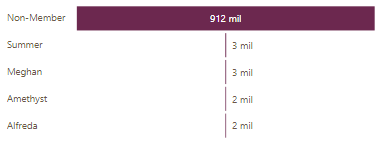 Non-Member 912 mil
Summer 3 mil
Meghan 3 mil
Amethyst 2 mil
Alfreda 2 mil